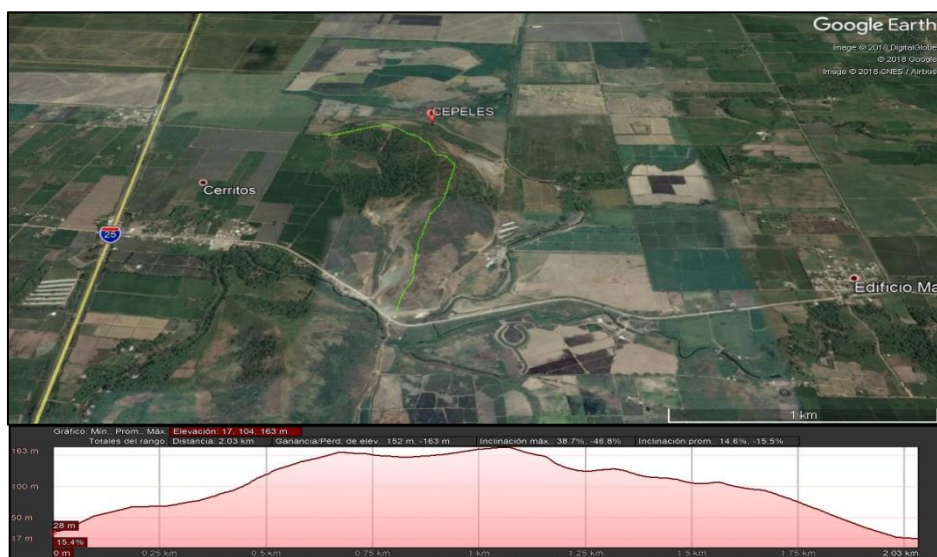 Google Earth
Image © 2018 DigitalGlobe
© 2018 Google
Image © 2018 CNES / Airbus
CEPELES
Cerritos
25
Edificio Ma
1 km
Gráfico: Mín., Prom., Máx. Elevación: 17, 104, 163 m
Totales del rango: Distancia: 2.03 km Ganancia/Pérd. de elev.: 152 m, -163 m Inclinación máx.: 38.7%, -46.8% Inclinación prom.: 14.6%, -15.5%
163 m
100 m
50 m
28 m
17 m
15.4%
0 m 0.25 km 0.5 km 0.75 km 1 km 1.25 km 1.5 km 1.75 km 2.03 km